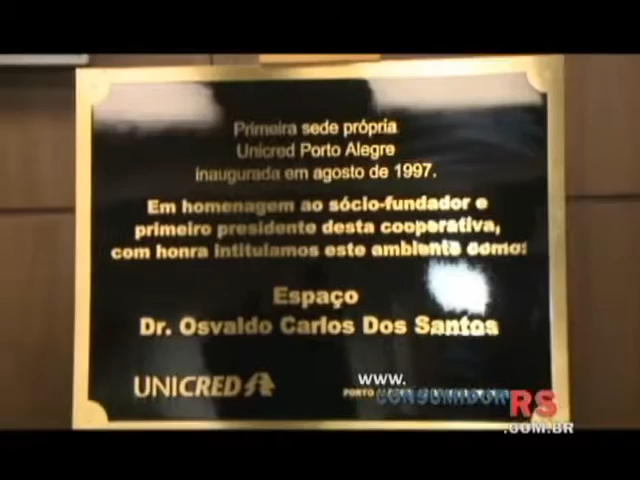 Primeira sede própria
Unicred Porto Alegre
inaugurada em agosto de 1997.
Em homenagem ao sócio-fundador e
primeiro presidente desta cooperativa,
com honra intitulamos este ambiente como:
Espaço
Dr. Osvaldo Carlos Dos Santos
UNICRED
PORTO
www.
CONSUMIDORRS
.COM.BR